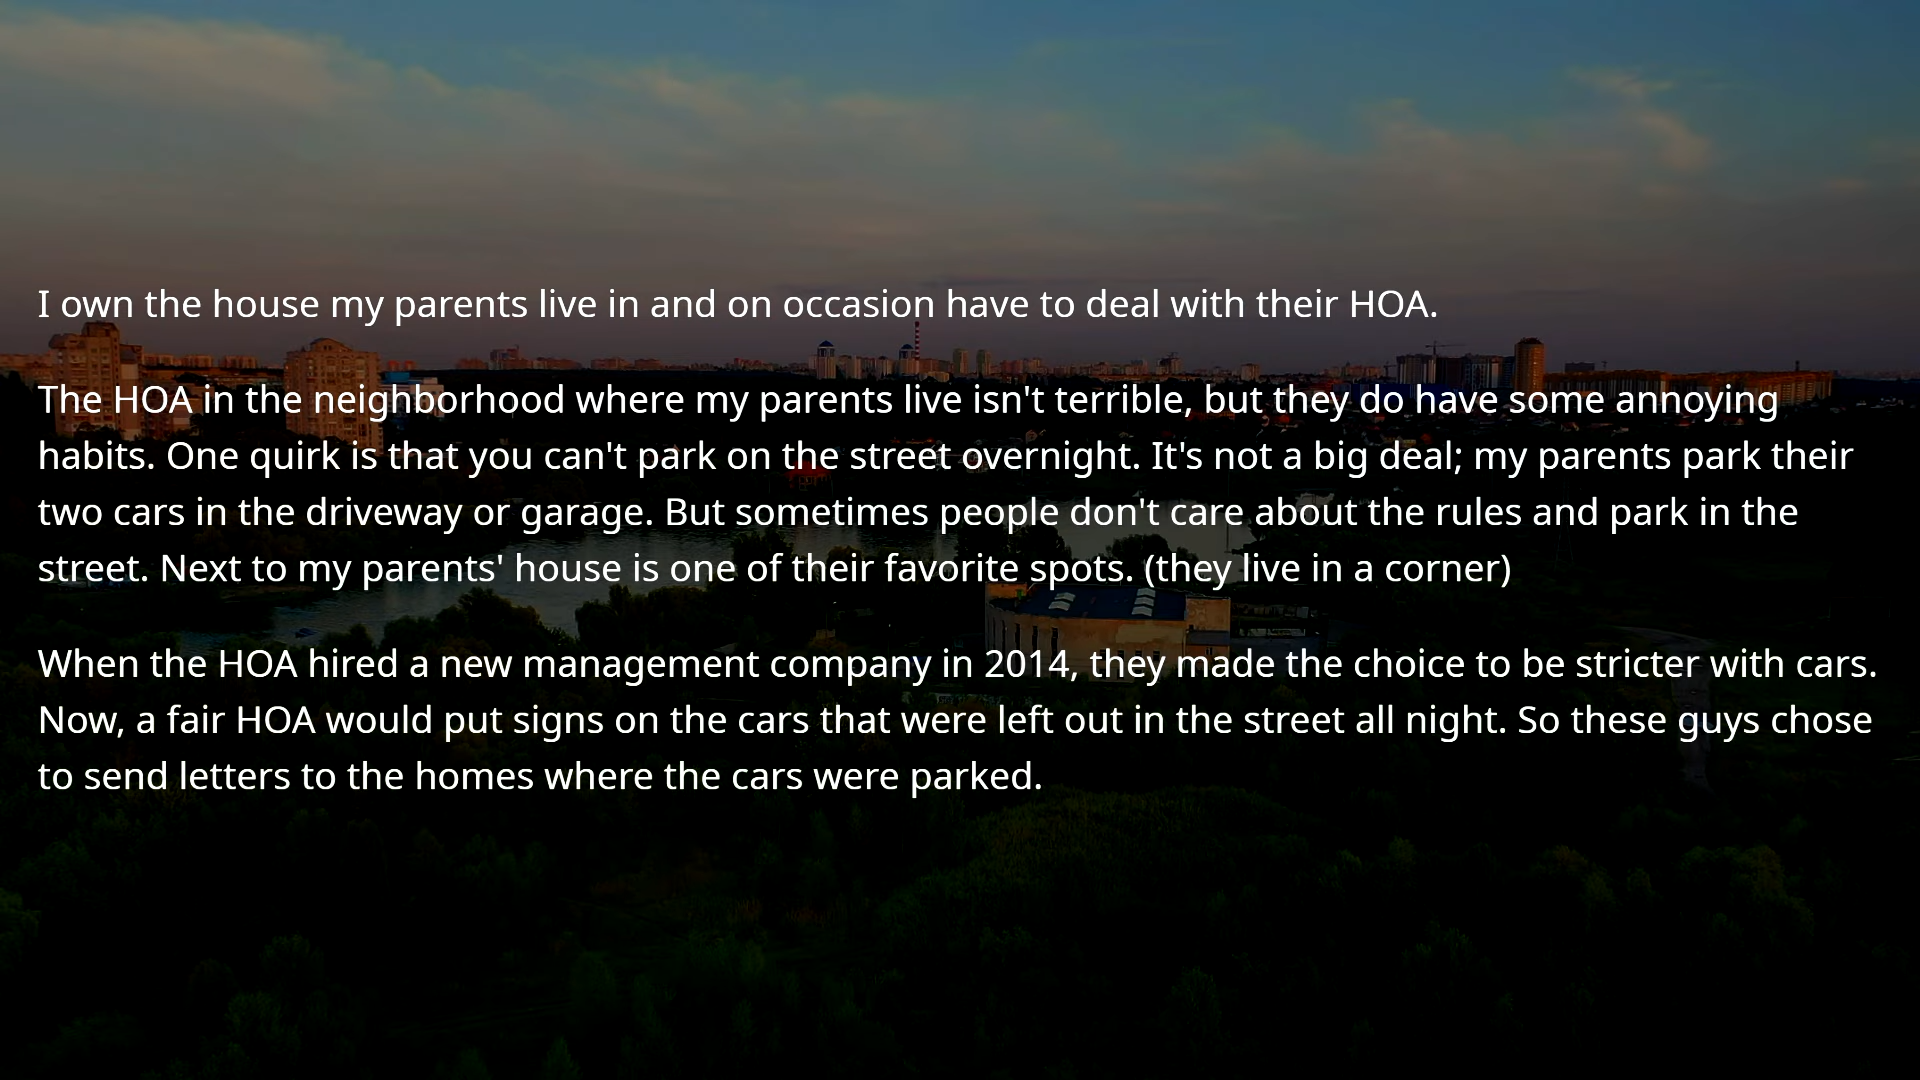 I own the house my parents live in and on occasion have to deal with their HOA.
The HOA in the neighborhood where my parents live isn't terrible, but they do have some annoying
habits. One quirk is that you can't park on the street overnight. It's not a big deal; my parents park their
two cars in the driveway or garage. But sometimes people don't care about the rules and park in the
street. Next to my parents' house is one of their favorite spots. (they live in a corner)
When the HOA hired a new management company in 2014, they made the choice to be stricter with cars.
Now, a fair HOA would put signs on the cars that were left out in the street all night. So these guys chose
to send letters to the homes where the cars were parked.